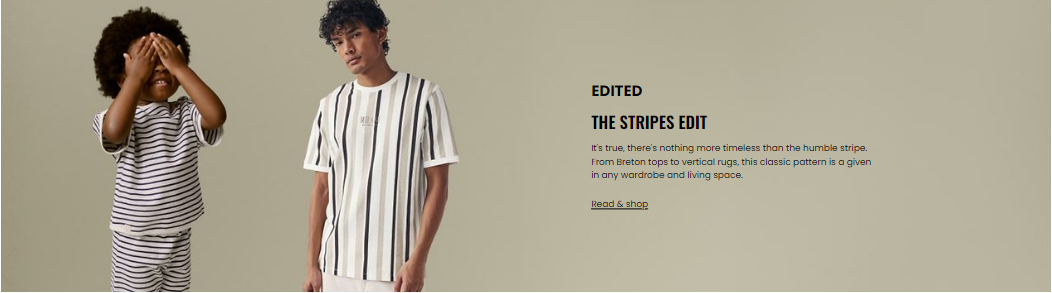 EDITED
THE STRIPES EDIT
It's true, there's nothing more timeless than the humble stripe.
From Breton tops to vertical rugs, this classic pattern is a given
in any wardrobe and living space.
Read & shop